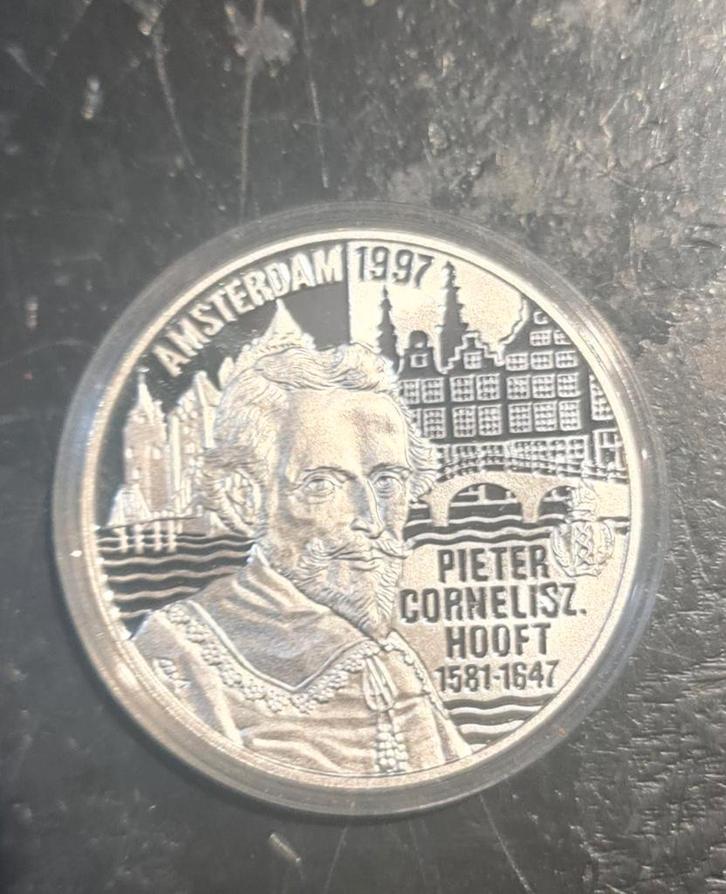 AMSTERDAM 1997
PIETER
CORNELISZ.
HOOFT
1581-1647